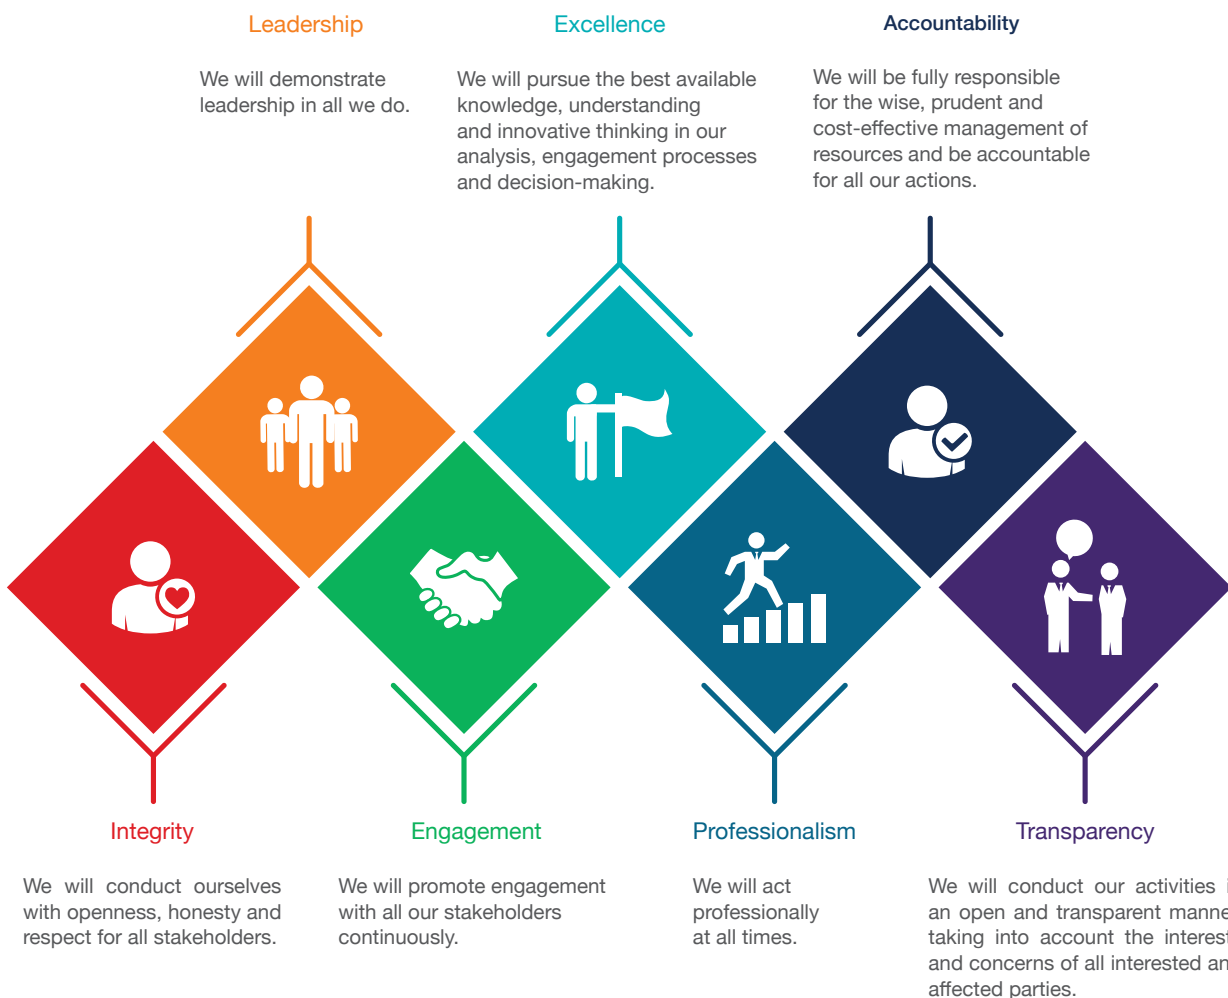 Leadership
We will demonstrate
leadership in all we do.
Excellence
We will pursue the best available
knowledge, understanding
and innovative thinking in our
analysis, engagement processes
and decision-making.
Accountability
We will be fully responsible
for the wise, prudent and
cost-effective management of
resources and be accountable
for all our actions.
Integrity
We will conduct ourselves
with openness, honesty and
respect for all stakeholders.
Engagement
We will promote engagement
with all our stakeholders
continuously.
Professionalism
We will act
professionally
at all times.
Transparency
We will conduct our activities i
an open and transparent manne
taking into account the interest
and concerns of all interested an
affected parties.